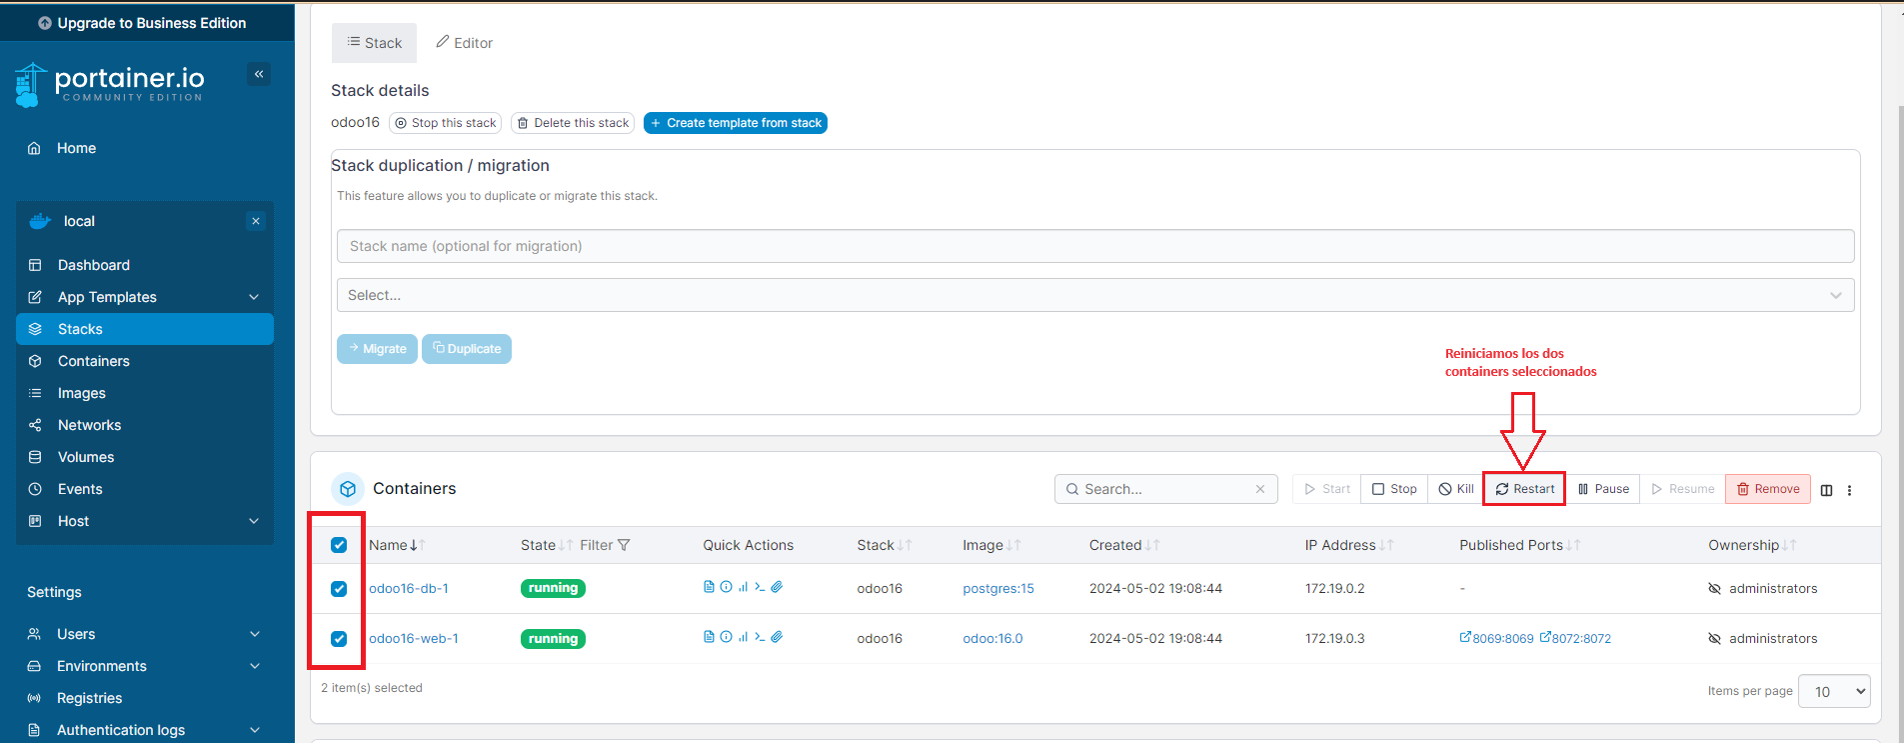 Upgrade to Business Edition
portainer.io
COMMUNITY EDITION
Home
local
Dashboard
App Templates
Stacks
Containers
Images
Networks
Volumes
Events
Host
Settings
Users
Environments
Registries
Authentication logs
Stack Editor
Stack details
odoo16 Stop this stack Delete this stack + Create template from stack
Stack duplication / migration
This feature allows you to duplicate or migrate this stack.
Stack name (optional for migration)
Select...
Migrate Duplicate
Reiniciamos los dos
containers seleccionados
Containers Search... Start Stop Kill Restart Pause Resume Remove
Name State Filter Quick Actions Stack Image Created IP Address Published Ports Ownership
odoo16-db-1 running odoo16 postgres:15 2024-05-02 19:08:44 172.19.0.2 - administrators
odoo16-web-1 running odoo16 odoo:16.0 2024-05-02 19:08:44 172.19.0.3 8069:8069 8072:8072 administrators
2 item(s) selected
Items per page 10